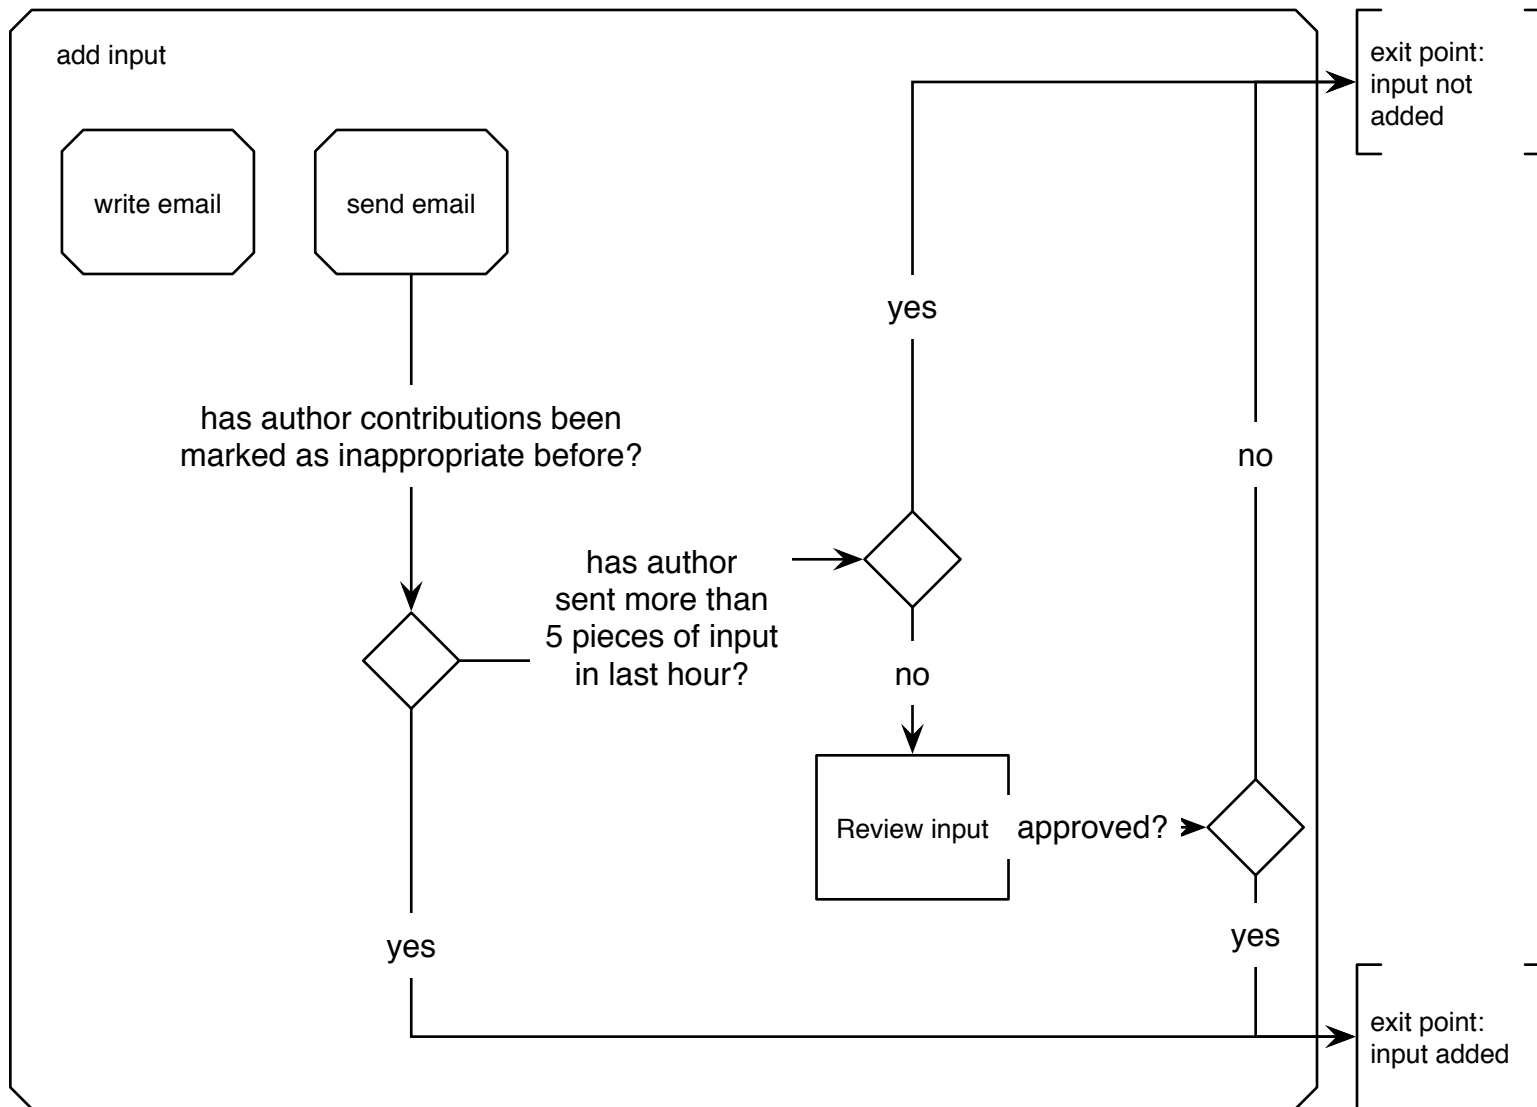 add input
exit point:
input not
added
write email
send email
yes
has author contributions been
marked as inappropriate before?
no
has author
sent more than
5 pieces of input
in last hour?
no
Review input
approved?
yes
yes
exit point:
input added